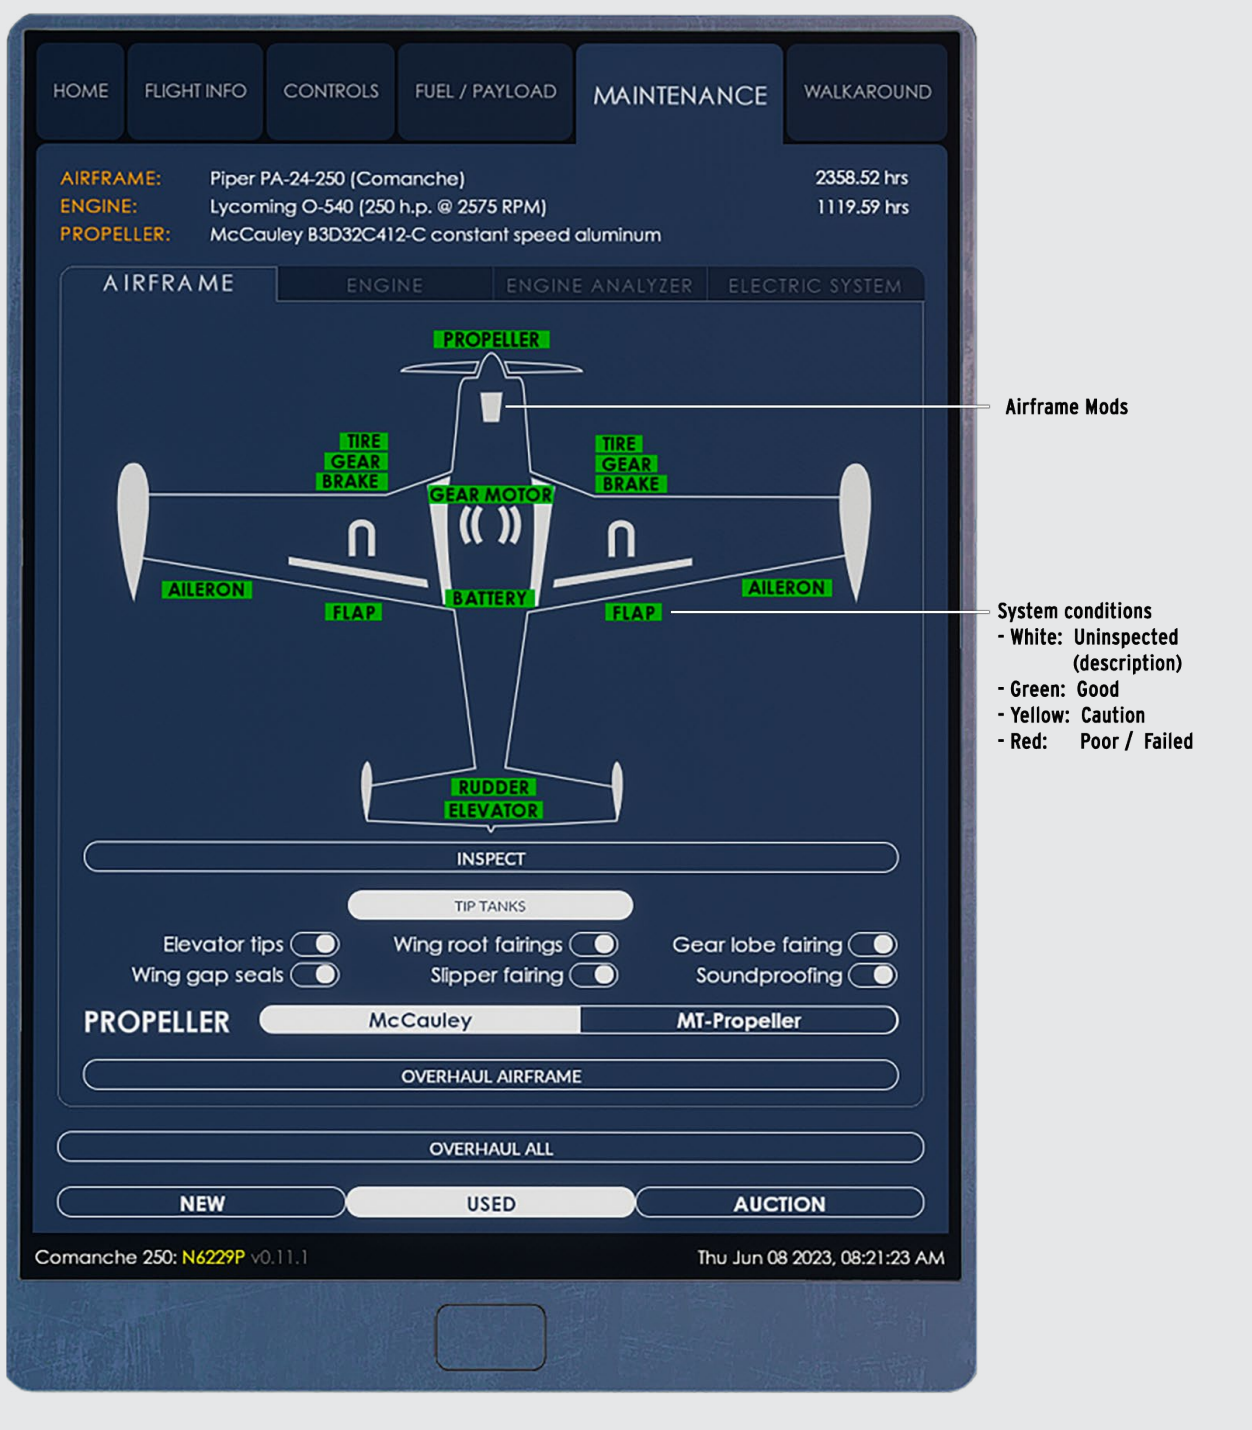 HOME
FLIGHT INFO
CONTROLS
FUEL / PAYLOAD
MAINTENANCE
WALKAROUND
AIRFRAME: Piper PA-24-250 (Comanche) 2358.52 hrs
ENGINE: Lycoming O-540 (250 h.p. @ 2575 RPM) 1119.59 hrs
PROPELLER: McCauley B3D32C412-C constant speed aluminum
AIRFRAME
ENGINE
ENGINE ANALYZER
ELECTRIC SYSTEM
PROPELLER
Airframe Mods
TIRE
GEAR
BRAKE
TIRE
GEAR
BRAKE
GEAR MOTOR
AILERON
FLAP
BATTERY
FLAP
AILERON
System conditions
- White: Uninspected
(description)
- Green: Good
- Yellow: Caution
- Red: Poor / Failed
RUDDER
ELEVATOR
INSPECT
TIP TANKS
Elevator tips
Wing root fairings
Gear lobe fairing
Wing gap seals
Slipper fairing
Soundproofing
PROPELLER
McCauley
MT-Propeller
OVERHAUL AIRFRAME
OVERHAUL ALL
NEW
USED
AUCTION
Comanche 250: N6229P v0.11.1
Thu Jun 08 2023, 08:21:23 AM